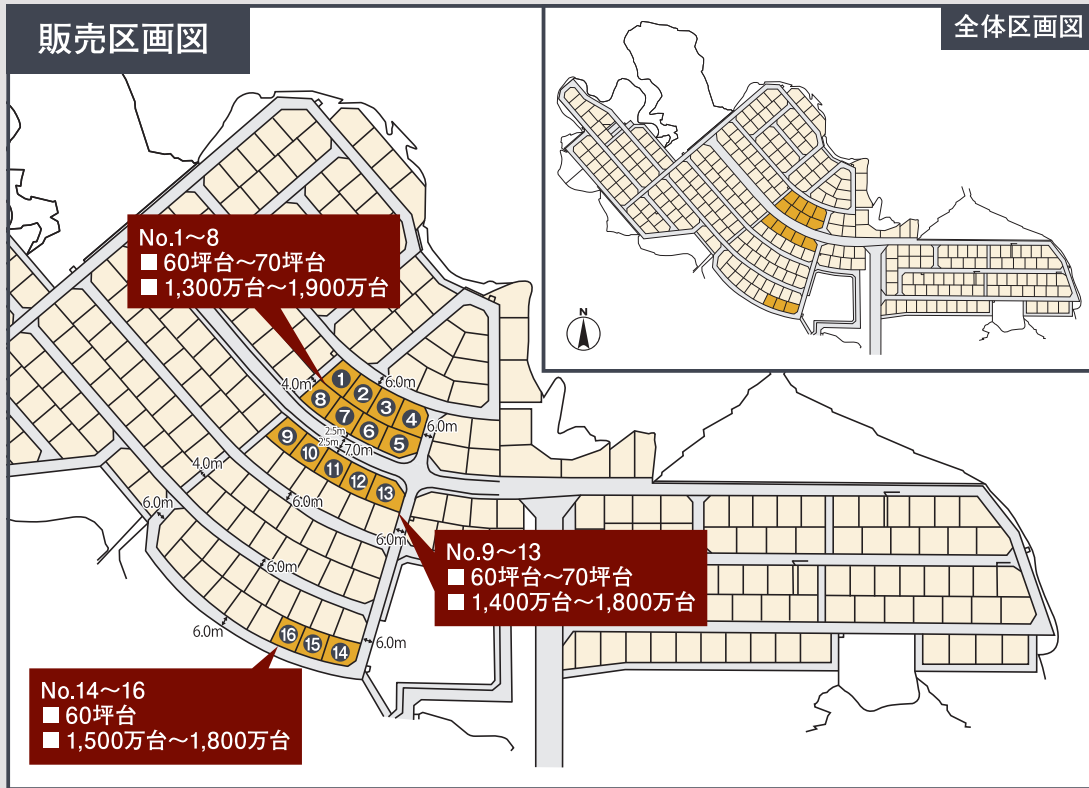 販売区画図
全体区画図
N
No.1～8
■ 60坪台～70坪台
■ 1,300万台～1,900万台
4.0m
6.0m
1
2
3
4
8
7
6
5
6.0m
2.5m
2.5m
7.0m
9
10
11
12
13
4.0m
6.0m
6.0m
6.0m
No.9～13
■ 60坪台～70坪台
■ 1,400万台～1,800万台
6.0m
6.0m
16
15
14
6.0m
No.14～16
■ 60坪台
■ 1,500万台～1,800万台